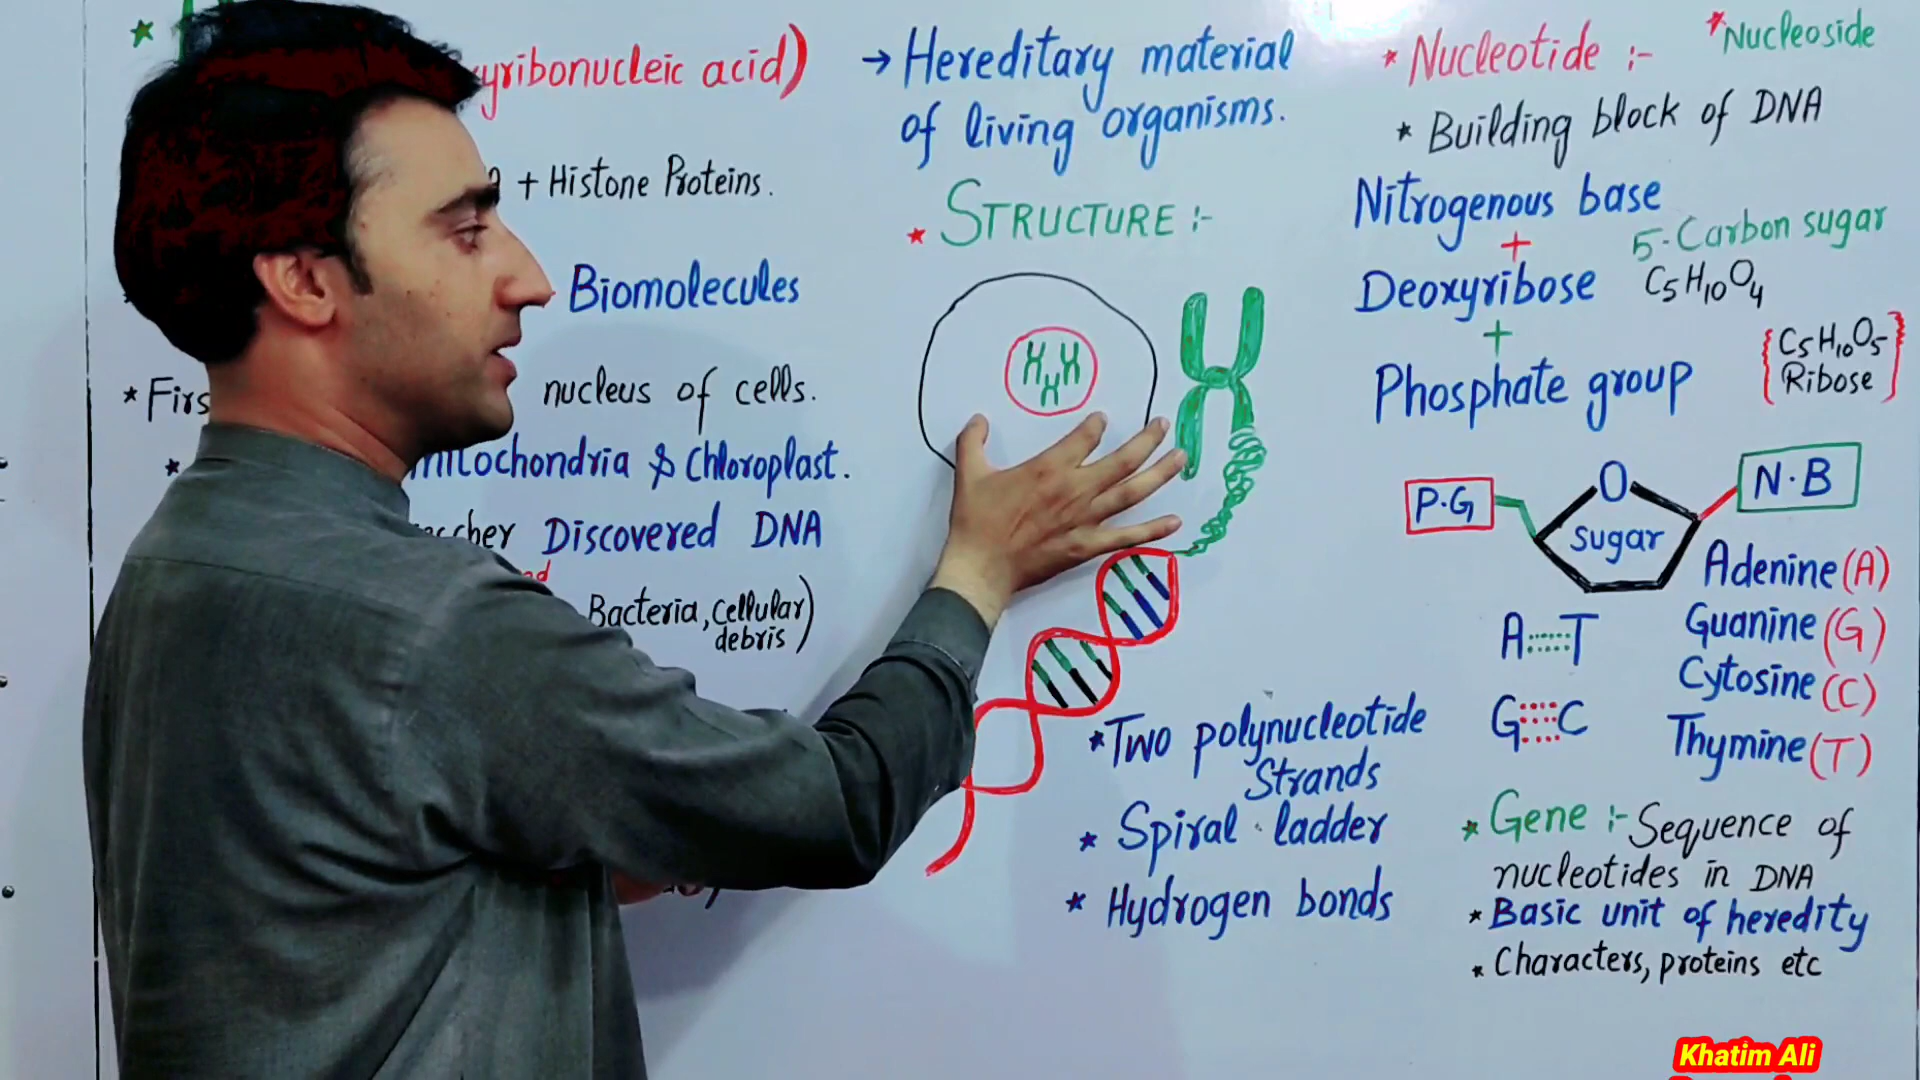 yribonucleic acid)
+ Histone Proteins.
Biomolecules
* Firs
nucleus of cells.
* mitochondria & Chloroplast.
Discovered DNA
Bacteria, cellular)
debris
→ Hereditary material
of living organisms.
* STRUCTURE :-
* Two polynucleotide
Strands
* Spiral ladder
* Hydrogen bonds
* Nucleotide :-
*Nucleoside
* Building block of DNA
Nitrogenous base
+
5-Carbon sugar
Deoxyribose C5H10O4
+
Phosphate group
{C5H10O5
Ribose}
P.G
O
Sugar
N.B
Adenine (A)
Guanine (G)
Cytosine (C)
Thymine (T)
A T
G C
* Gene :- Sequence of
nucleotides in DNA
* Basic unit of heredity
* Characters, proteins etc
Khatim Ali